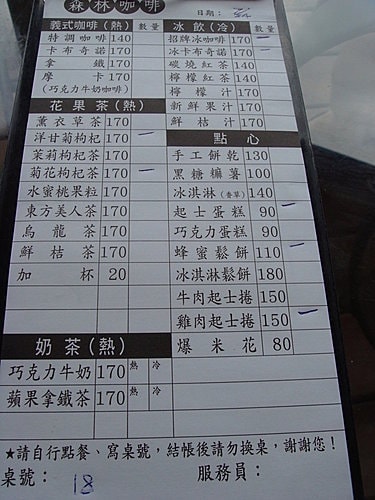 森林咖啡
日期：
義式咖啡(熱) 數量
特調咖啡 140
卡布奇諾 170
拿鐵 170
摩卡 170
(巧克力牛奶咖啡)
花果茶(熱)
薰衣草茶 170
洋甘菊枸杞 170
茉莉枸杞茶 170
菊花枸杞茶 170
水蜜桃果粒 170
東方美人茶 170
烏龍茶 170
鮮桔茶 170
加杯 20
奶茶(熱)
巧克力牛奶 170 熱 冷
蘋果拿鐵茶 170 熱 冷
冰飲(冷) 數量
招牌冰咖啡 170
冰卡布奇諾 170
碳燒紅茶 140
檸檬紅茶 140
檸檬汁 170
新鮮果汁 170
鮮桔汁 170
點心
手工餅乾 130
黑糖糄薯 100
冰淇淋(香草) 140
起士蛋糕 90
巧克力蛋糕 90
蜂蜜鬆餅 110
冰淇淋鬆餅 180
牛肉起士捲 150
雞肉起士捲 150
爆米花 80
★請自行點餐、寫桌號，結帳後請勿換桌，謝謝您！
桌號： 18 服務員：